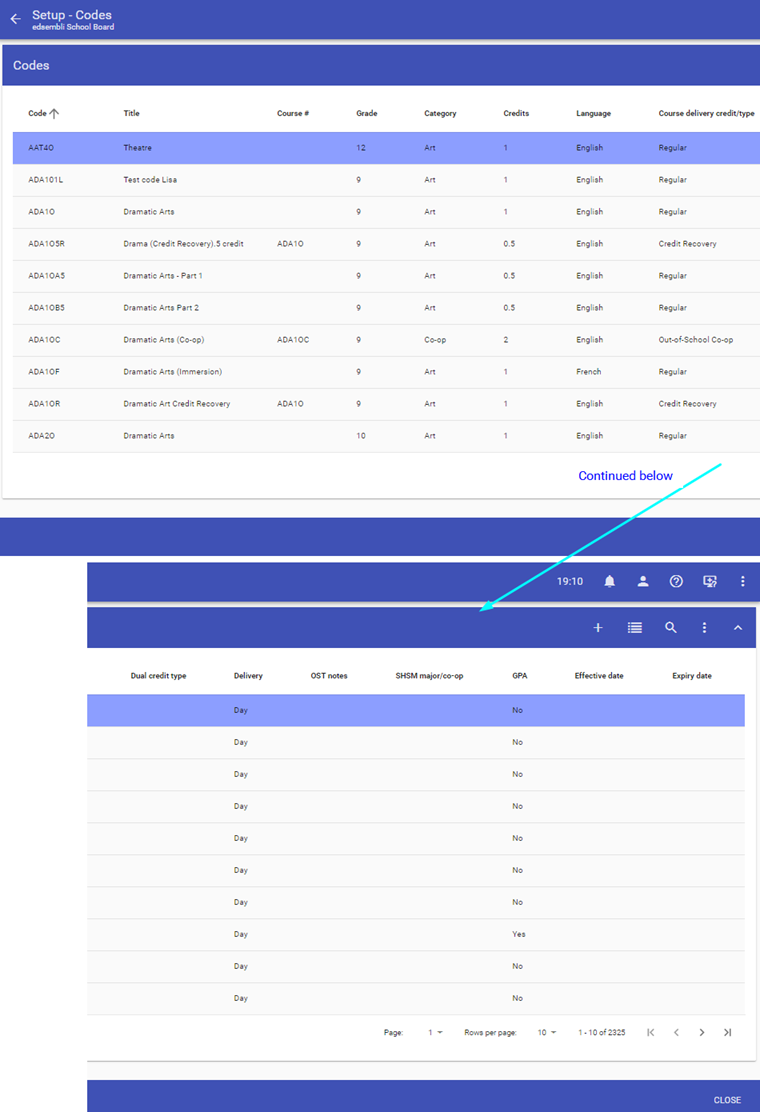 Setup - Codes
edsembli School Board
Codes
Code Title Course # Grade Category Credits Language Course delivery credit/type
AAT4O Theatre 12 Art 1 English Regular
ADA101L Test code Lisa 9 Art 1 English Regular
ADA1O Dramatic Arts 9 Art 1 English Regular
ADA1O5R Drama (Credit Recovery).5 credit ADA1O 9 Art 0.5 English Credit Recovery
ADA1OA5 Dramatic Arts - Part 1 9 Art 0.5 English Regular
ADA1OB5 Dramatic Arts Part 2 9 Art 0.5 English Regular
ADA1OC Dramatic Arts (Co-op) ADA1OC 9 Co-op 2 English Out-of-School Co-op
ADA1OF Dramatic Arts (Immersion) 9 Art 1 French Regular
ADA1OR Dramatic Art Credit Recovery ADA1O 9 Art 1 English Credit Recovery
ADA2O Dramatic Arts 10 Art 1 English Regular
Continued below
19:10
Dual credit type Delivery OST notes SHSM major/co-op GPA Effective date Expiry date
Day No
Day No
Day No
Day No
Day No
Day No
Day No
Day Yes
Day No
Day No
Page: 1 Rows per page: 10 1 - 10 of 2325
CLOSE